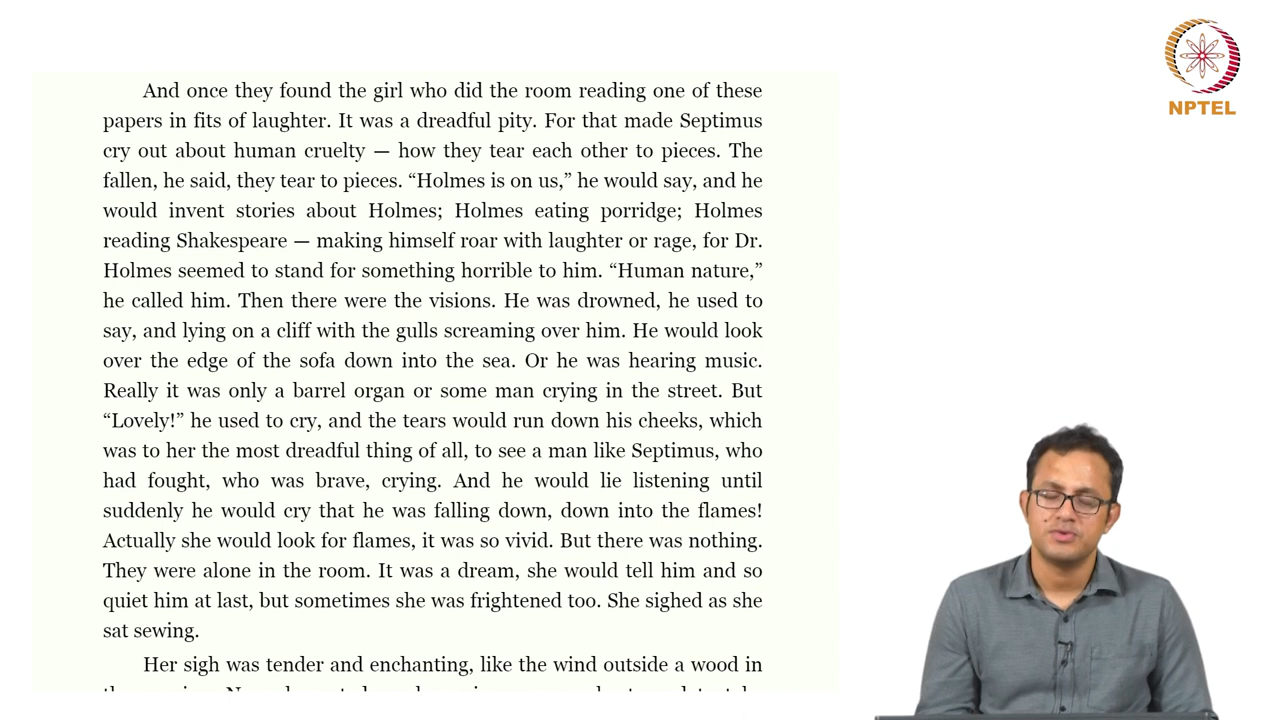 And once they found the girl who did the room reading one of these
papers in fits of laughter. It was a dreadful pity. For that made Septimus
cry out about human cruelty — how they tear each other to pieces. The
fallen, he said, they tear to pieces. “Holmes is on us,” he would say, and he
would invent stories about Holmes; Holmes eating porridge; Holmes
reading Shakespeare — making himself roar with laughter or rage, for Dr.
Holmes seemed to stand for something horrible to him. “Human nature,”
he called him. Then there were the visions. He was drowned, he used to
say, and lying on a cliff with the gulls screaming over him. He would look
over the edge of the sofa down into the sea. Or he was hearing music.
Really it was only a barrel organ or some man crying in the street. But
“Lovely!” he used to cry, and the tears would run down his cheeks, which
was to her the most dreadful thing of all, to see a man like Septimus, who
had fought, who was brave, crying. And he would lie listening until
suddenly he would cry that he was falling down, down into the flames!
Actually she would look for flames, it was so vivid. But there was nothing.
They were alone in the room. It was a dream, she would tell him and so
quiet him at last, but sometimes she was frightened too. She sighed as she
sat sewing.
Her sigh was tender and enchanting, like the wind outside a wood in
NPTEL